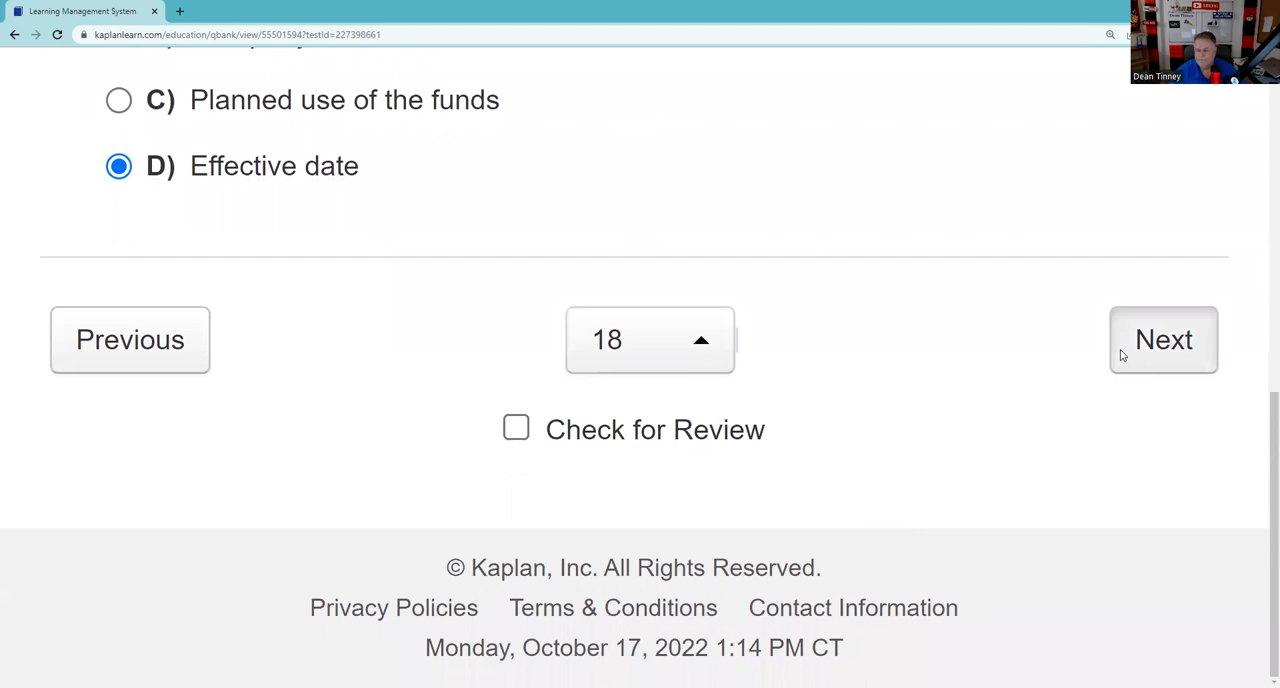 Learning Management System
kaplanlearn.com/education/qbank/view/55501594?testId=227398661
Dean Tinney
C) Planned use of the funds
D) Effective date
Previous
18
Next
Check for Review
© Kaplan, Inc. All Rights Reserved.
Privacy Policies Terms & Conditions Contact Information
Monday, October 17, 2022 1:14 PM CT